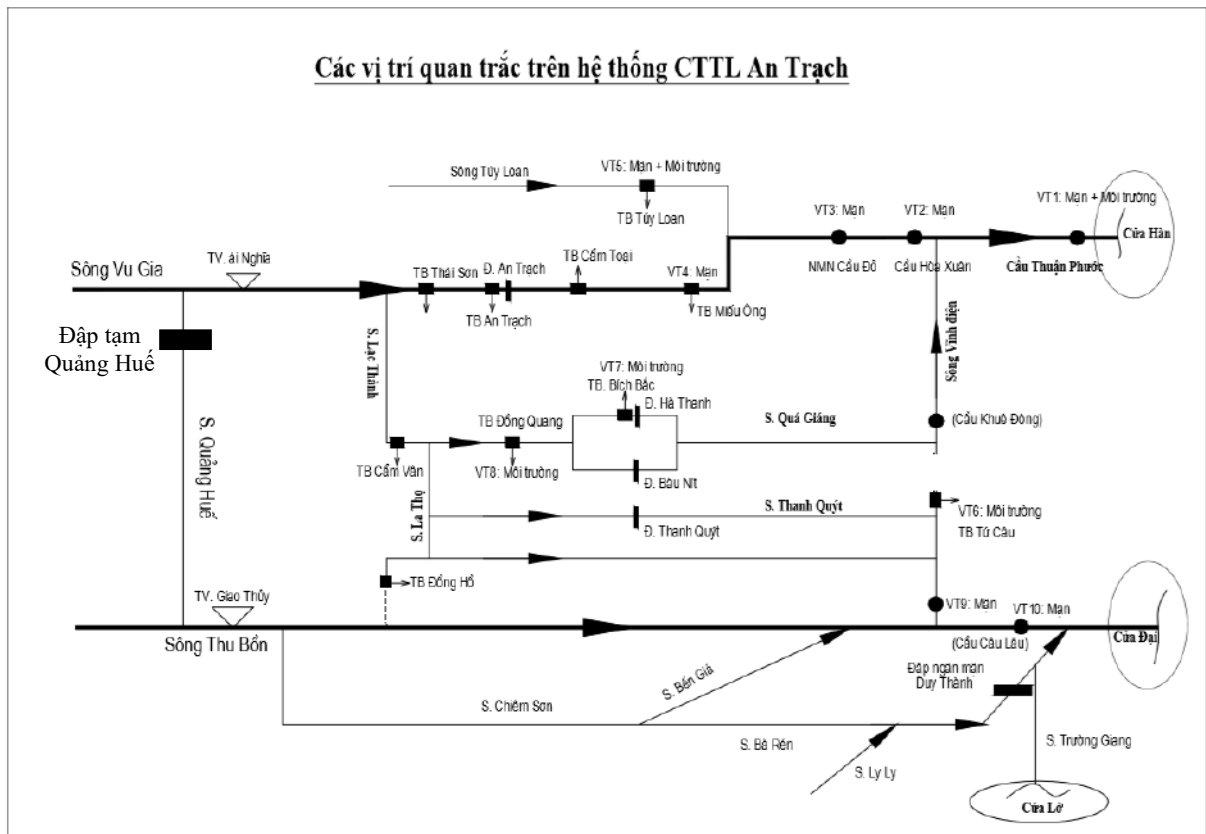 Các vị trí quan trắc trên hệ thống CTTL An Trạch
Sông Túy Loan
VT5: Mặn + Môi trường
TB Túy Loan
VT3: Mặn
VT2: Mặn
VT1: Mặn + Môi trường
Cửa Hàn
NMN Cầu Đỏ
Cầu Hòa Xuân
Cầu Thuận Phước
Sông Vu Gia
TV. ái Nghĩa
TB Thái Sơn
Đ. An Trạch
TB Cẩm Toại
VT4: Mặn
TB An Trạch
TB Miếu Ông
Đập tạm
Quảng Huế
S. Quảng Huế
S. Lạc Thành
Sông Vĩnh điện
VT7: Môi trường
TB. Bích Bắc
Đ. Hà Thanh
TB Đồng Quang
S. Quá Giáng
(Cầu Khuê Đông)
TB Cẩm Văn
VT8: Môi trường
Đ. Bàu Nít
S. La Thọ
S. Thanh Quýt
Đ. Thanh Quýt
VT6: Môi trường
TB Tứ Câu
TB Đồng Hồ
TV. Giao Thủy
VT9: Mặn
VT10: Mặn
Sông Thu Bồn
(Cầu Câu Lâu)
Cửa Đại
Đập ngăn mặn
Duy Thành
S. Bến Giá
S. Chiêm Sơn
S. Bà Rén
S. Trường Giang
S. Ly Ly
Cửa Lở